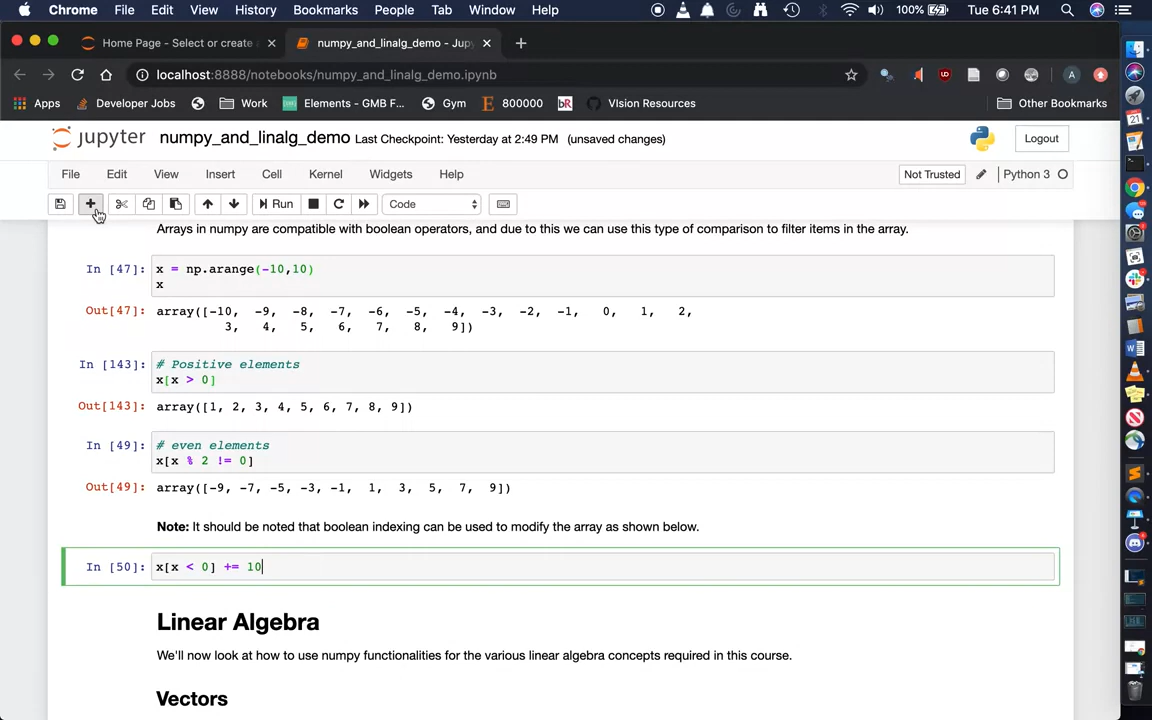 Chrome File Edit View History Bookmarks People Tab Window Help 100% Tue 6:41 PM
Home Page - Select or create a numpy_and_linalg_demo - Jupy
localhost:8888/notebooks/numpy_and_linalg_demo.ipynb
Apps Developer Jobs Work Elements - GMB F... Gym 800000 bR VIsion Resources Other Bookmarks
jupyter numpy_and_linalg_demo Last Checkpoint: Yesterday at 2:49 PM (unsaved changes) Logout
File Edit View Insert Cell Kernel Widgets Help Not Trusted Python 3
Run Code
Arrays in numpy are compatible with boolean operators, and due to this we can use this type of comparison to filter items in the array.
In [47]: x = np.arange(-10,10)
x
Out[47]: array([-10, -9, -8, -7, -6, -5, -4, -3, -2, -1, 0, 1, 2,
3, 4, 5, 6, 7, 8, 9])
In [143]: # Positive elements
x[x > 0]
Out[143]: array([1, 2, 3, 4, 5, 6, 7, 8, 9])
In [49]: # even elements
x[x % 2 != 0]
Out[49]: array([-9, -7, -5, -3, -1, 1, 3, 5, 7, 9])
Note: It should be noted that boolean indexing can be used to modify the array as shown below.
In [50]: x[x < 0] += 10
Linear Algebra
We'll now look at how to use numpy functionalities for the various linear algebra concepts required in this course.
Vectors